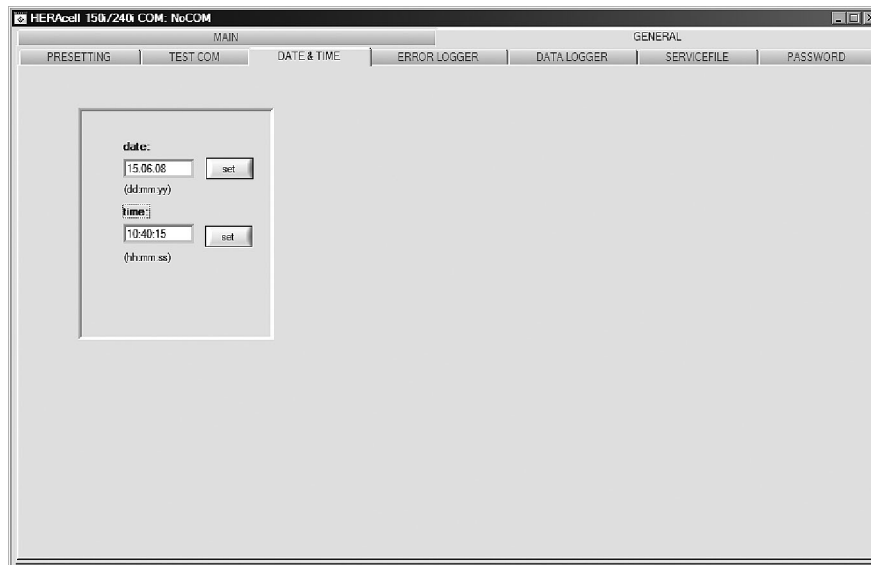 HERAcell 150i/240i COM: NoCOM
MAIN GENERAL
PRESETTING TEST COM DATE & TIME ERROR LOGGER DATA LOGGER SERVICEFILE PASSWORD
date:
15.06.08 set
(dd:mm:yy)
time:
10:40:15 set
(hh:mm:ss)